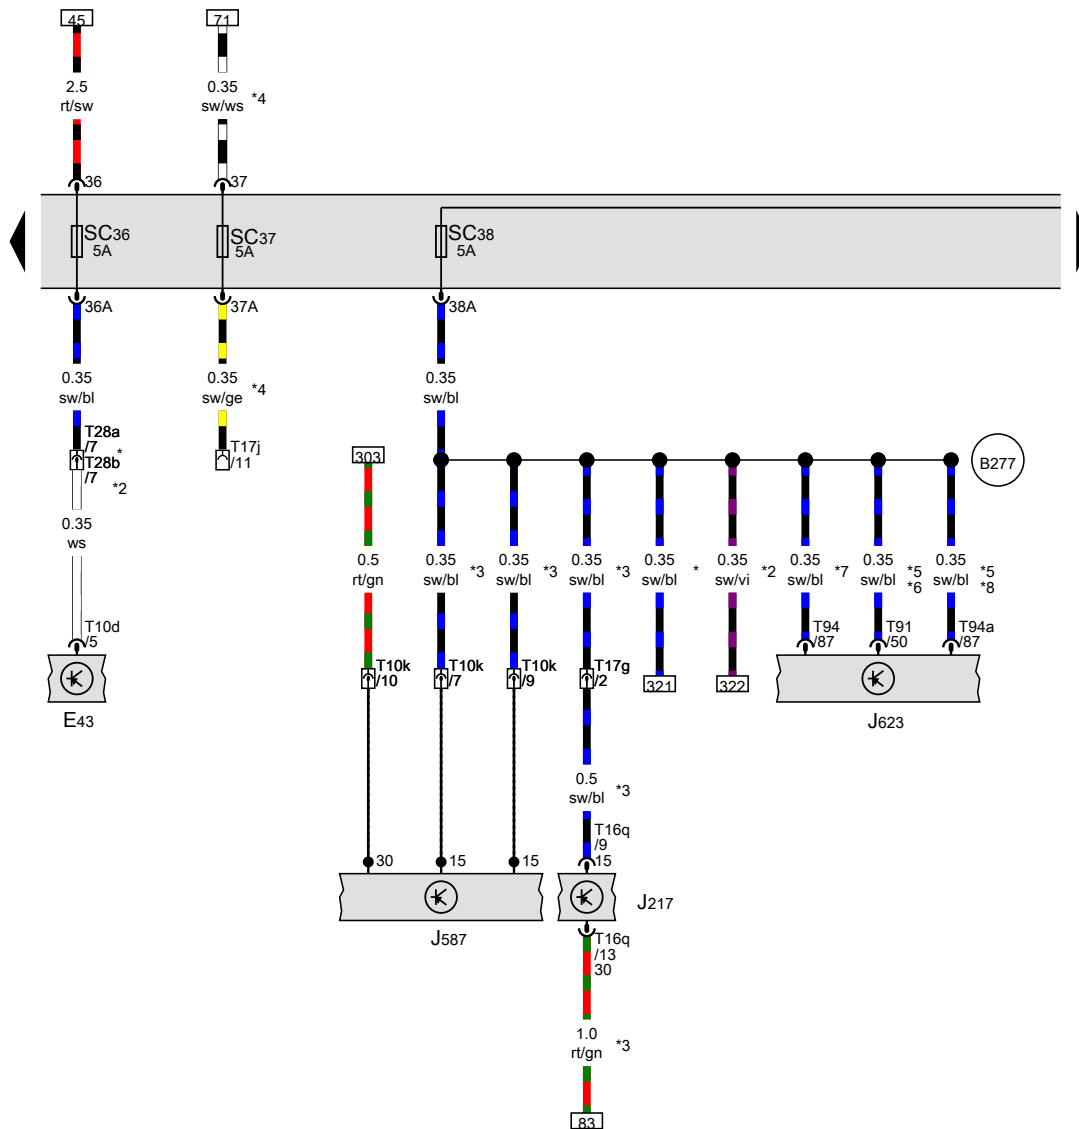 45
71
2.5
rt/sw
0.35
sw/ws
*4
36
37
SC36
5A
SC37
5A
SC38
5A
36A
37A
38A
0.35
sw/bl
0.35
sw/ge
*4
0.35
sw/bl
T28a
/7
*
T28b
/7
*2
T17j
/11
303
B277
0.35
ws
0.5
rt/gn
0.35
sw/bl
*3
0.35
sw/bl
*3
0.35
sw/bl
*3
0.35
sw/bl
*
0.35
sw/vi
*2
0.35
sw/bl
*7
0.35
sw/bl
*5
*6
0.35
sw/bl
*5
*8
T10d
/5
T94
/87
T91
/50
T94a
/87
T10k
/10
T10k
/7
T10k
/9
T17g
/2
321
322
E43
J623
0.5
sw/bl
*3
T16q
/9
30
15
15
15
J587
J217
T16q
/13
30
1.0
rt/gn
*3
83